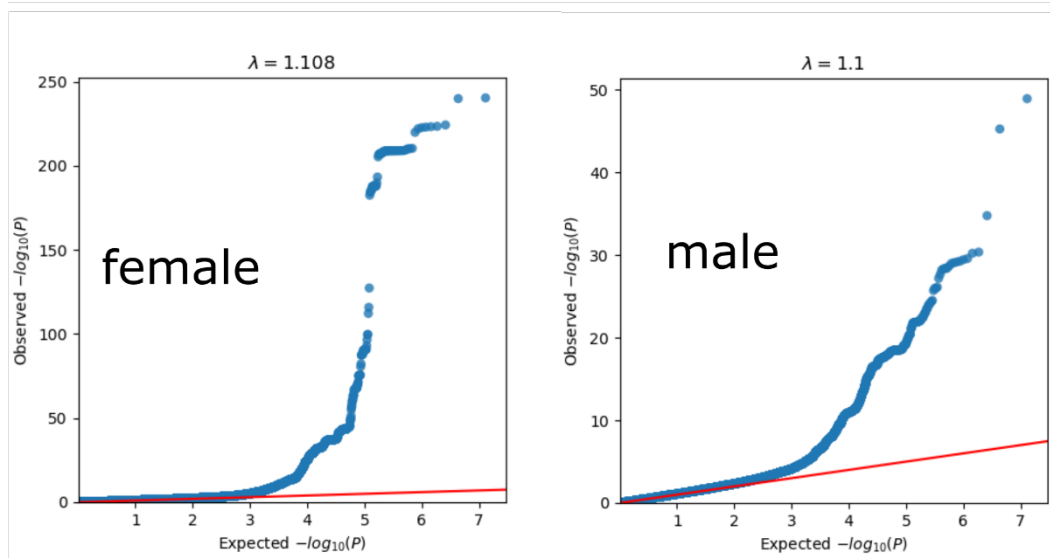 λ = 1.108
250
200
150
100
50
0
Observed −log10(P)
female
1 2 3 4 5 6 7
Expected −log10(P)
λ = 1.1
50
40
30
20
10
0
Observed −log10(P)
male
1 2 3 4 5 6 7
Expected −log10(P)